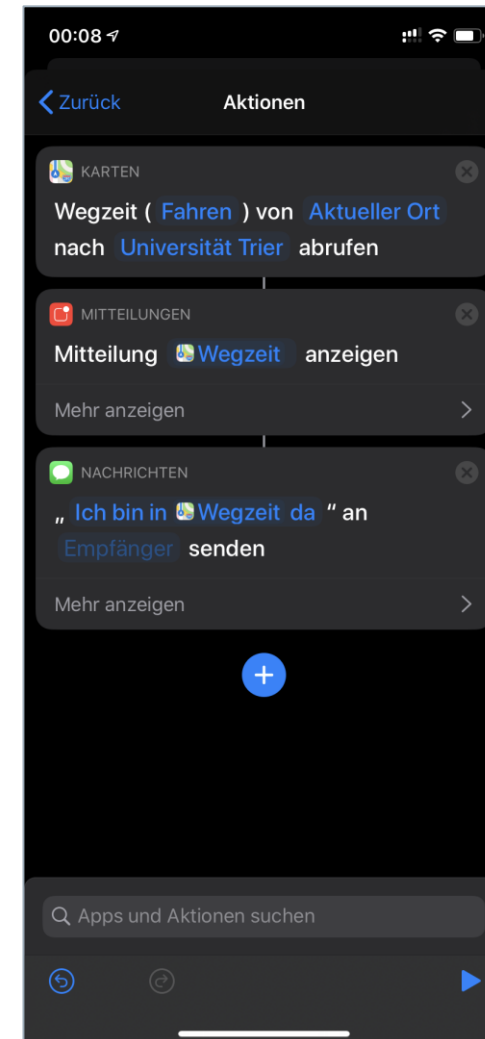 00:08
Zurück
Aktionen
KARTEN
Wegzeit ( Fahren ) von Aktueller Ort
nach Universität Trier abrufen
MITTEILUNGEN
Mitteilung Wegzeit anzeigen
Mehr anzeigen
NACHRICHTEN
„ Ich bin in Wegzeit da “ an
Empfänger senden
Mehr anzeigen
Apps und Aktionen suchen